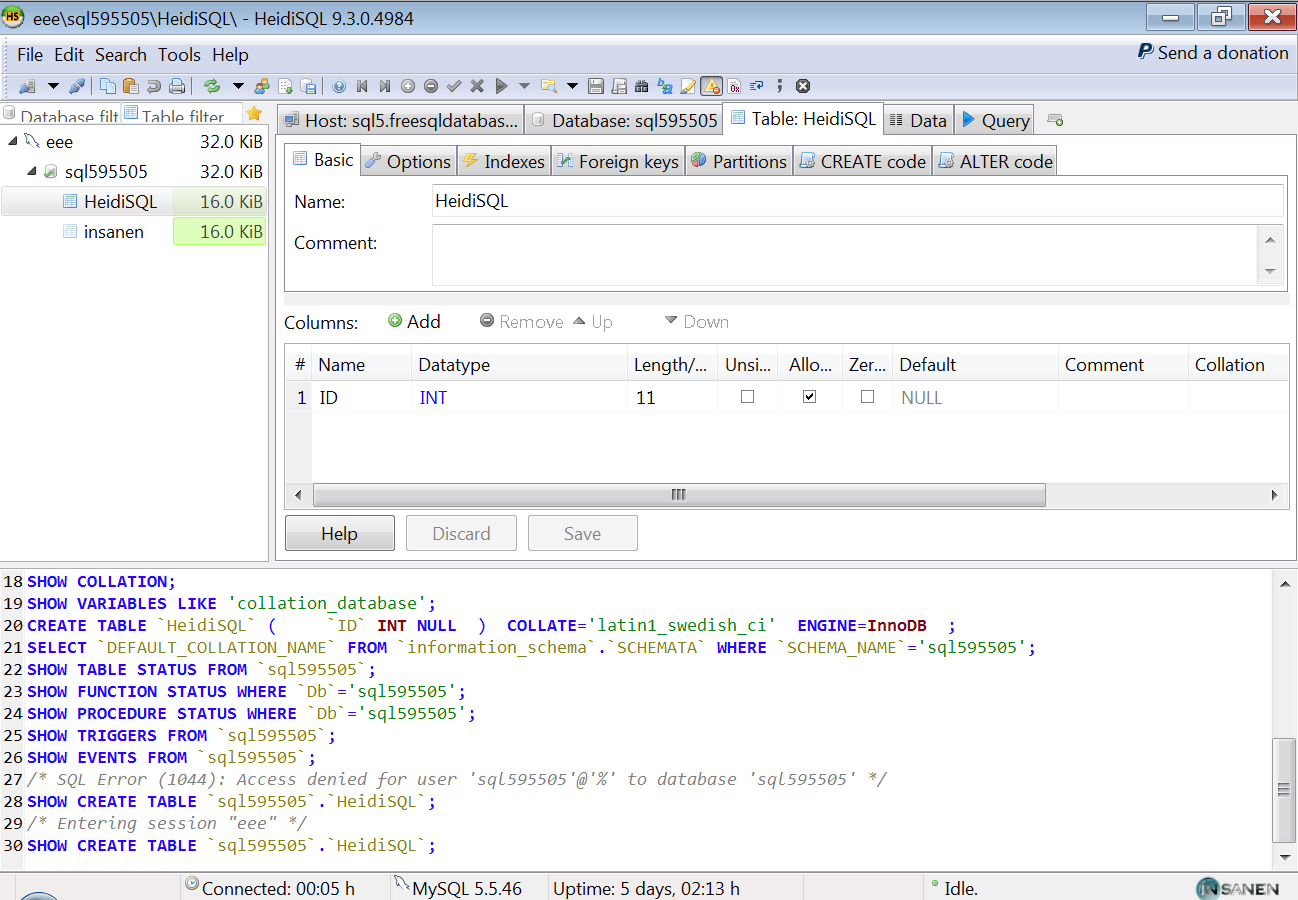 eee\sql595505\HeidiSQL\ - HeidiSQL 9.3.0.4984
File Edit Search Tools Help
Send a donation
Database filt Table filter
Host: sql5.freesqldatabas... Database: sql595505 Table: HeidiSQL Data Query
eee 32.0 KiB
sql595505 32.0 KiB
HeidiSQL 16.0 KiB
insanen 16.0 KiB
Basic Options Indexes Foreign keys Partitions CREATE code ALTER code
Name: HeidiSQL
Comment:
Columns: Add Remove Up Down
# Name Datatype Length/... Unsi... Allo... Zer... Default Comment Collation
1 ID INT 11 NULL
Help Discard Save
18 SHOW COLLATION;
19 SHOW VARIABLES LIKE 'collation_database';
20 CREATE TABLE `HeidiSQL` ( `ID` INT NULL ) COLLATE='latin1_swedish_ci' ENGINE=InnoDB ;
21 SELECT `DEFAULT_COLLATION_NAME` FROM `information_schema`.`SCHEMATA` WHERE `SCHEMA_NAME`='sql595505';
22 SHOW TABLE STATUS FROM `sql595505`;
23 SHOW FUNCTION STATUS WHERE `Db`='sql595505';
24 SHOW PROCEDURE STATUS WHERE `Db`='sql595505';
25 SHOW TRIGGERS FROM `sql595505`;
26 SHOW EVENTS FROM `sql595505`;
27 /* SQL Error (1044): Access denied for user 'sql595505'@'%' to database 'sql595505' */
28 SHOW CREATE TABLE `sql595505`.`HeidiSQL`;
29 /* Entering session "eee" */
30 SHOW CREATE TABLE `sql595505`.`HeidiSQL`;
Connected: 00:05 h MySQL 5.5.46 Uptime: 5 days, 02:13 h Idle.
INSANEN